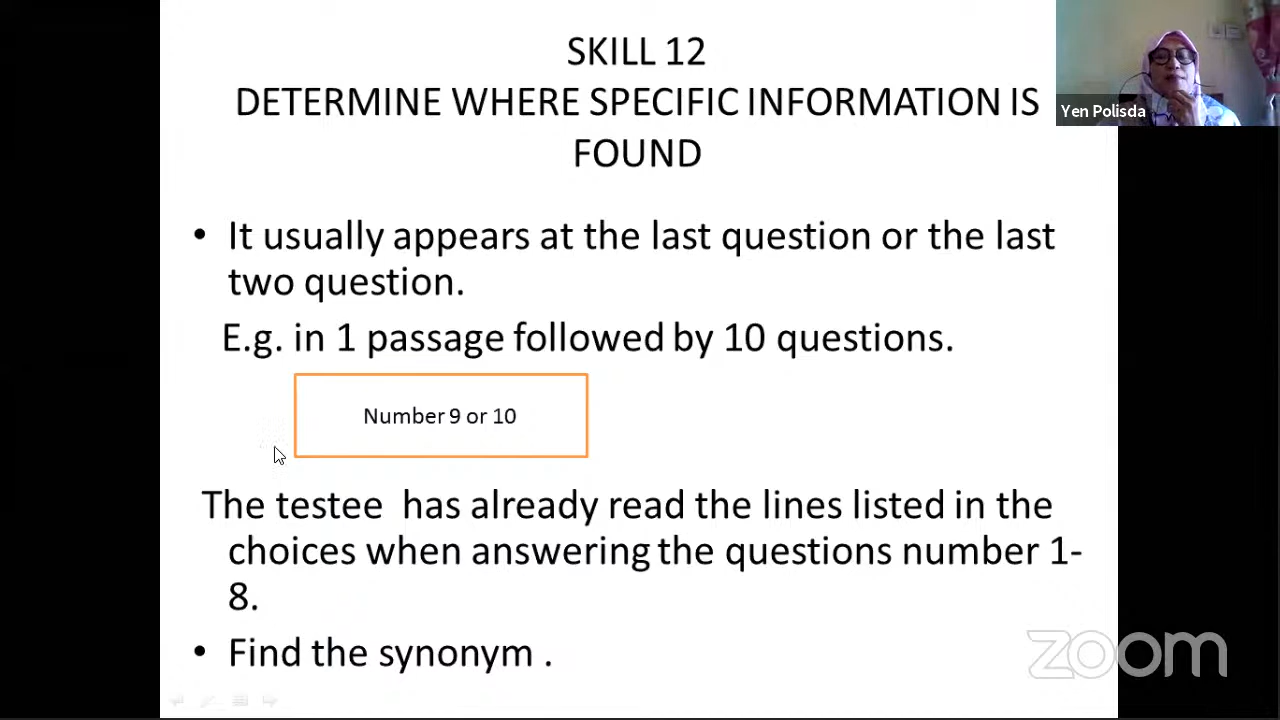 SKILL 12
DETERMINE WHERE SPECIFIC INFORMATION IS
FOUND
Yen Polisda
• It usually appears at the last question or the last
two question.
E.g. in 1 passage followed by 10 questions.
Number 9 or 10
The testee has already read the lines listed in the
choices when answering the questions number 1-
8.
• Find the synonym .
zoom